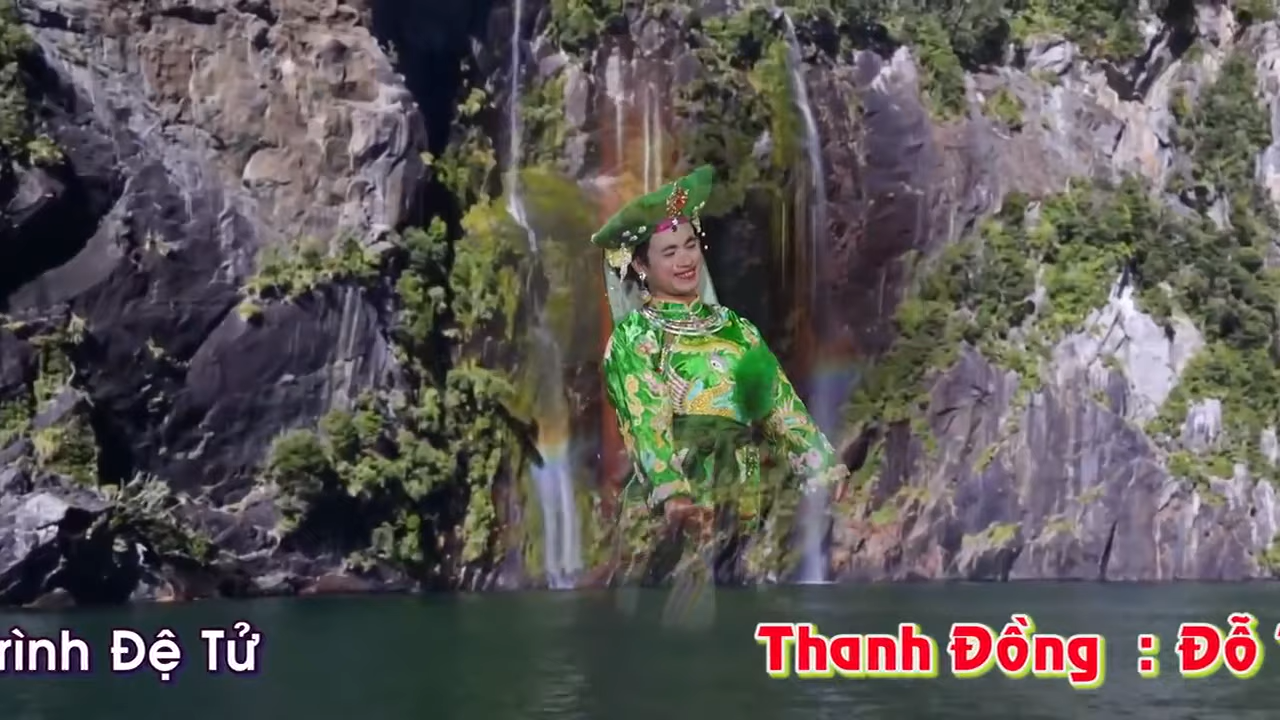 rình Đệ Tử
Thanh Đồng : Đỗ